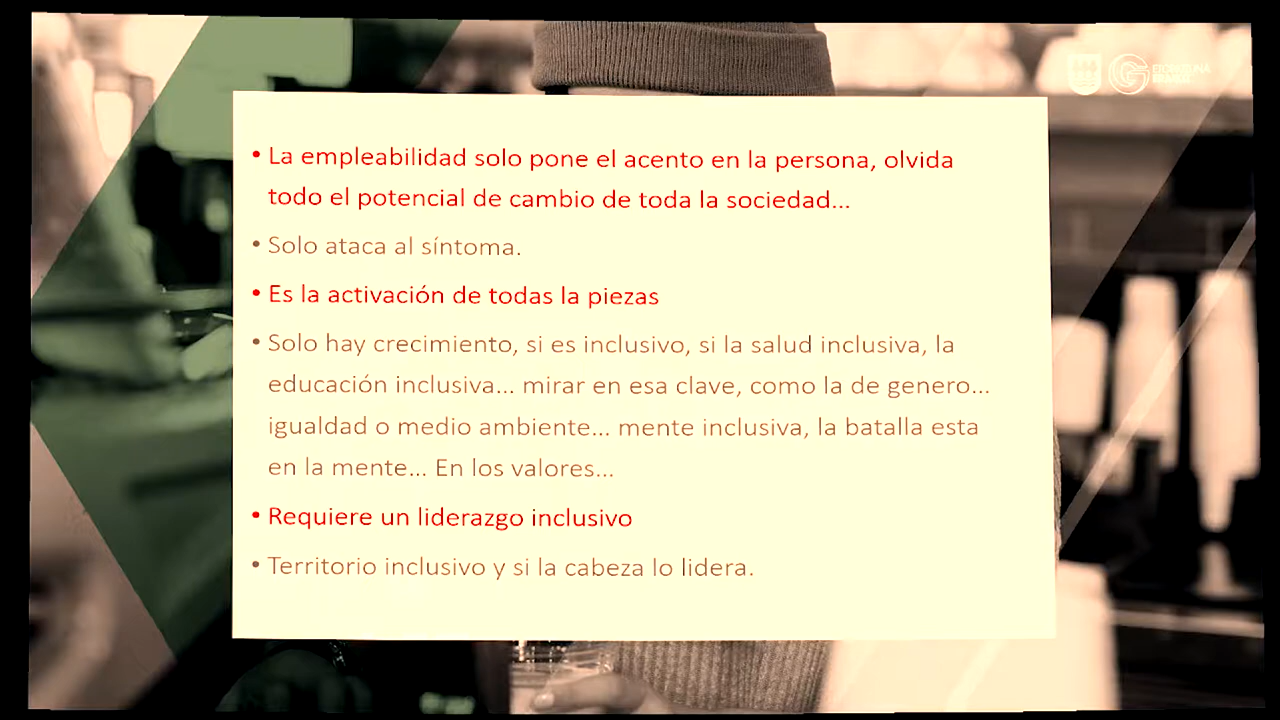 • La empleabilidad solo pone el acento en la persona, olvida
todo el potencial de cambio de toda la sociedad...
• Solo ataca al síntoma.
• Es la activación de todas la piezas
• Solo hay crecimiento, si es inclusivo, si la salud inclusiva, la
educación inclusiva... mirar en esa clave, como la de genero...
igualdad o medio ambiente... mente inclusiva, la batalla esta
en la mente... En los valores...
• Requiere un liderazgo inclusivo
• Territorio inclusivo y si la cabeza lo lidera.